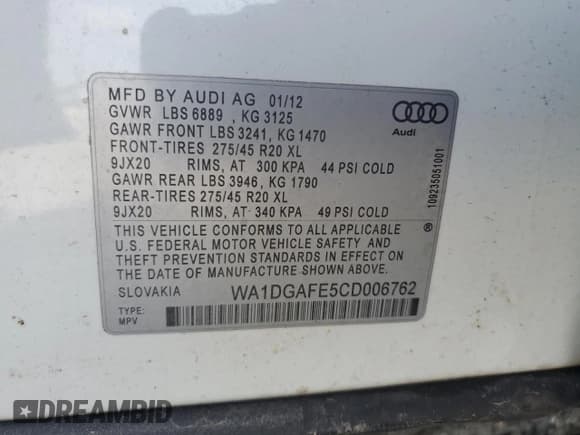 MFD BY AUDI AG 01/12
GVWR LBS 6889 , KG 3125
GAWR FRONT LBS 3241, KG 1470
FRONT-TIRES 275/45 R20 XL
9JX20 RIMS, AT 300 KPA 44 PSI COLD
GAWR REAR LBS 3946, KG 1790
REAR-TIRES 275/45 R20 XL
9JX20 RIMS, AT 340 KPA 49 PSI COLD
THIS VEHICLE CONFORMS TO ALL APPLICABLE
U.S. FEDERAL MOTOR VEHICLE SAFETY AND
THEFT PREVENTION STANDARDS IN EFFECT ON
THE DATE OF MANUFACTURE SHOWN ABOVE.
SLOVAKIA WA1DGAFE5CD006762
TYPE:
MPV
Audi
109235051001
®
DREAMBID